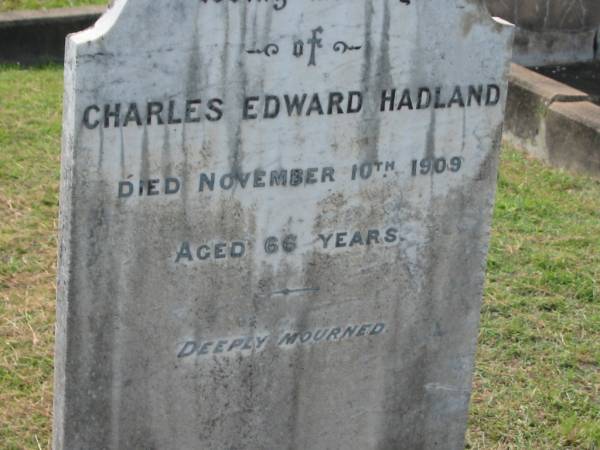 of
CHARLES EDWARD HADLAND
DIED NOVEMBER 10TH 1909
AGED 66 YEARS.
DEEPLY MOURNED